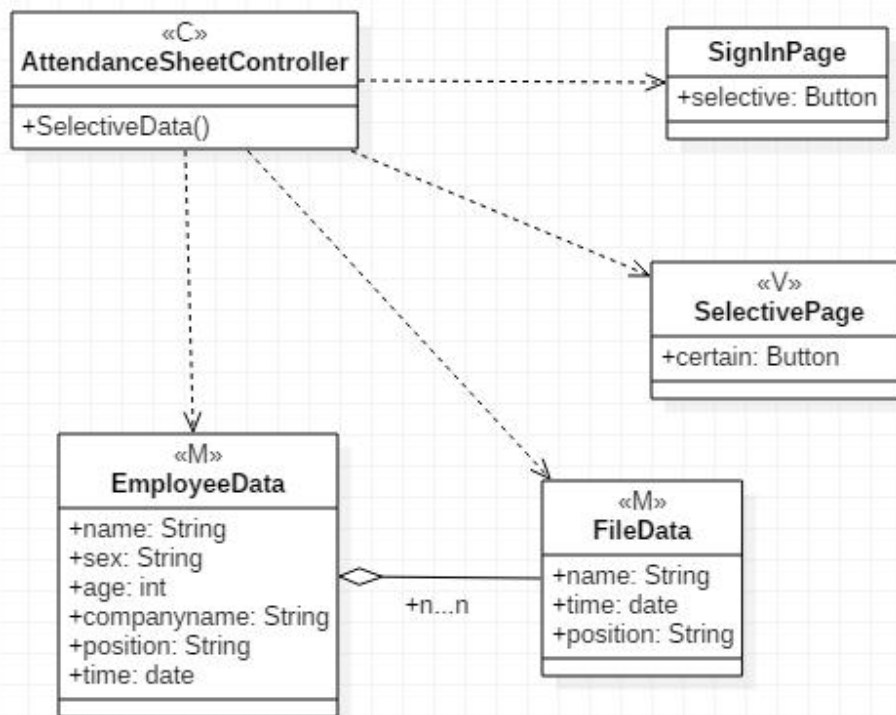 «C»
AttendanceSheetController
+SelectiveData()
SignInPage
+selective: Button
«V»
SelectivePage
+certain: Button
«M»
EmployeeData
+name: String
+sex: String
+age: int
+companyname: String
+position: String
+time: date
+n...n
«M»
FileData
+name: String
+time: date
+position: String